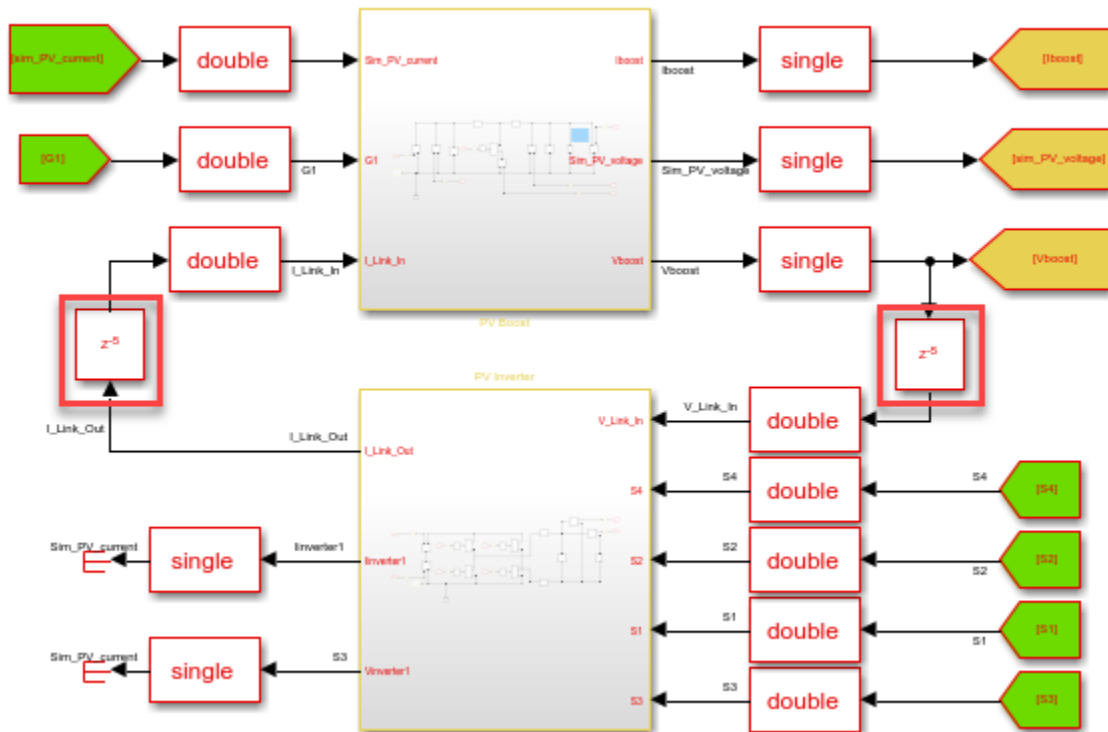 [sim_PV_current]
double
Sim_PV_current
Iboost
Iboost
single
[Iboost]
[G1]
double
G1
G1
Sim_PV_voltage
Sim_PV_voltage
single
[sim_PV_voltage]
double
I_Link_In
I_Link_In
Vboost
Vboost
single
[Vboost]
z-5
z-5
PV Boost
PV Inverter
I_Link_Out
I_Link_Out
I_Link_Out
V_Link_In
V_Link_In
double
S4
S4
double
S4
[S4]
Sim_PV_current
single
Iinverter1
Iinverter1
S2
S2
double
S2
[S2]
S1
S1
double
S1
[S1]
Sim_PV_current
single
S3
Vinverter1
S3
S3
double
[S3]